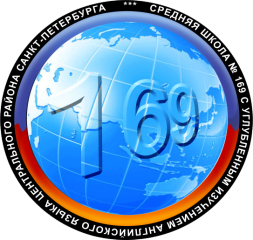 СРЕДНЯЯ ШКОЛА № 169 С УГЛУБЛЕННЫМ ИЗУЧЕНИЕМ АНГЛИЙСКОГО ЯЗЫКА ЦЕНТРАЛЬНОГО РАЙОНА САНКТ-ПЕТЕРБУРГА ***
169